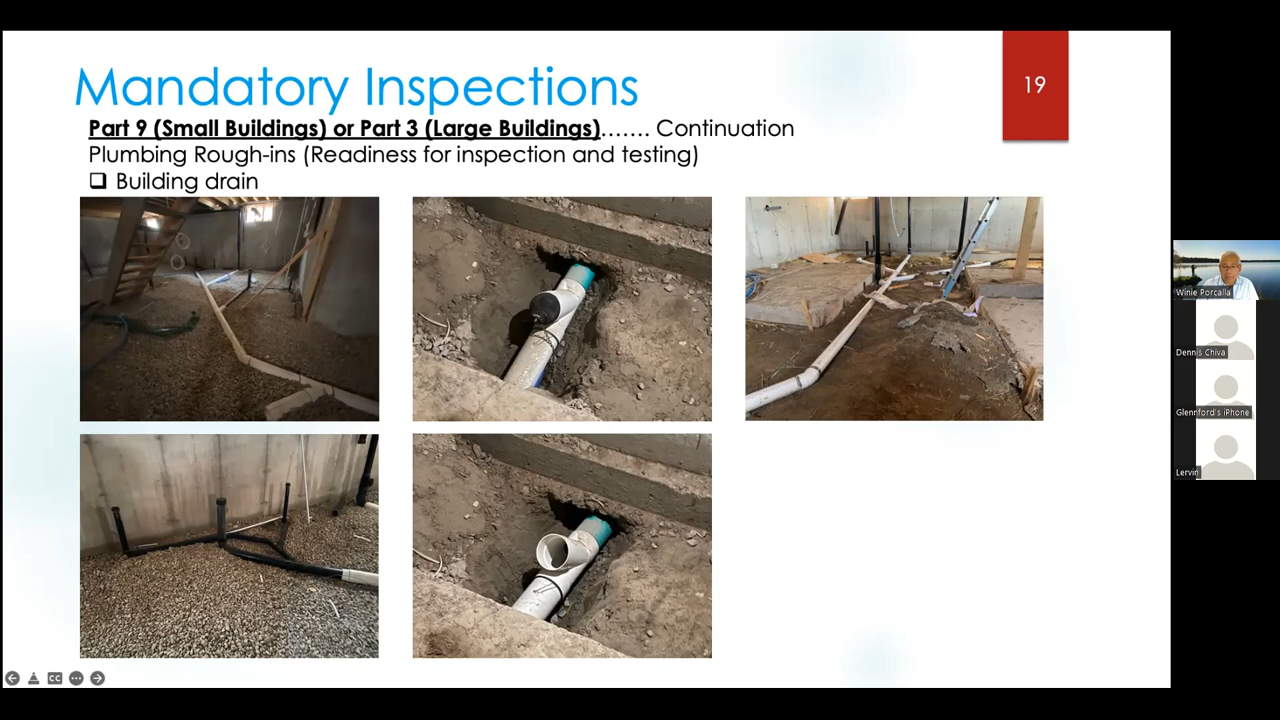 Mandatory Inspections
19
Part 9 (Small Buildings) or Part 3 (Large Buildings)....... Continuation
Plumbing Rough-ins (Readiness for inspection and testing)
Building drain
Winie Porcalla
Dennis Chiva
Glennford's iPhone
Lervin
CC